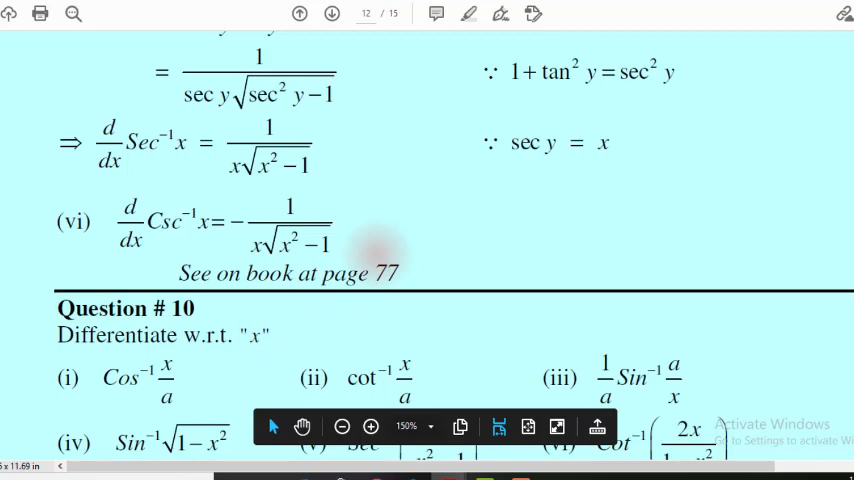 12 / 15
= 1 / (sec y √(sec² y − 1))    ∵ 1 + tan² y = sec² y
⇒ d/dx Sec⁻¹x = 1 / (x√(x² − 1))    ∵ sec y = x
(vi) d/dx Csc⁻¹x = − 1 / (x√(x² − 1))
See on book at page 77
Question # 10
Differentiate w.r.t. "x"
(i) Cos⁻¹ x/a    (ii) cot⁻¹ x/a    (iii) 1/a Sin⁻¹ a/x
(iv) Sin⁻¹ √(1 − x²)
150%
Activate Windows
Go to Settings to activate Wi